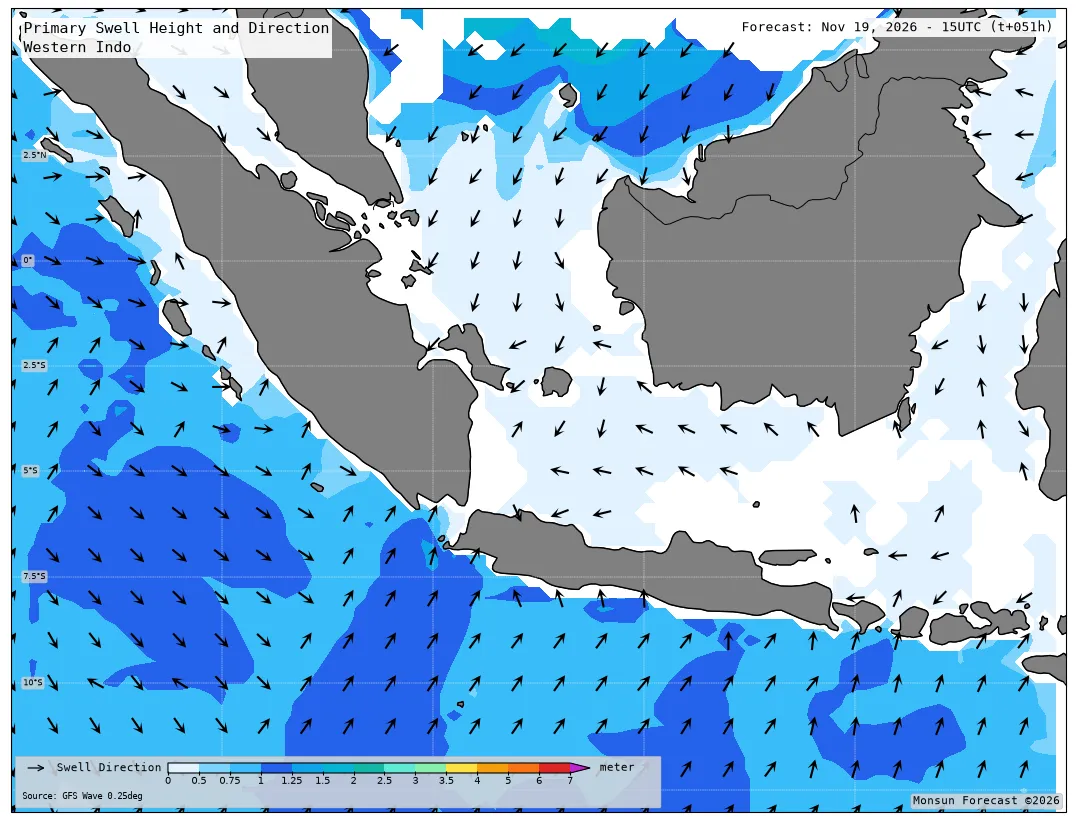 Primary Swell Height and Direction
Western Indo
Forecast: Nov 19, 2026 - 15UTC (t+051h)
2.5°N
0°
2.5°S
5°S
7.5°S
10°S
Swell Direction
0 0.5 0.75 1 1.25 1.5 2 2.5 3 3.5 4 5 6 7
meter
Source: GFS Wave 0.25deg
Monsun Forecast ©2026